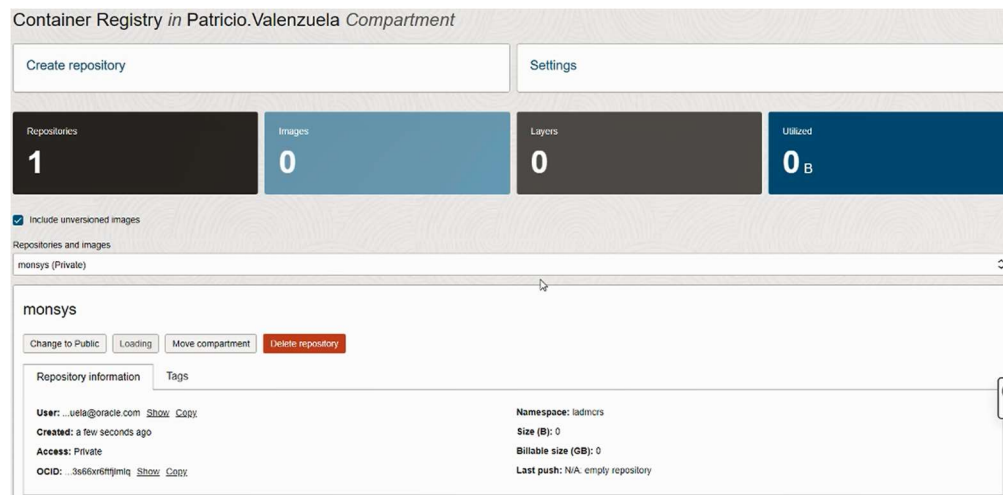 Container Registry in Patricio.Valenzuela Compartment
Create repository
Settings
Repositories
1
Images
0
Layers
0
Utilized
0 B
Include unversioned images
Repositories and images
monsys (Private)
monsys
Change to Public
Loading
Move compartment
Delete repository
Repository information
Tags
User: ...uela@oracle.com Show Copy
Created: a few seconds ago
Access: Private
OCID: Show Copy
Namespace: ladmcrs
Size (B): 0
Billable size (GB): 0
Last push: N/A. empty repository